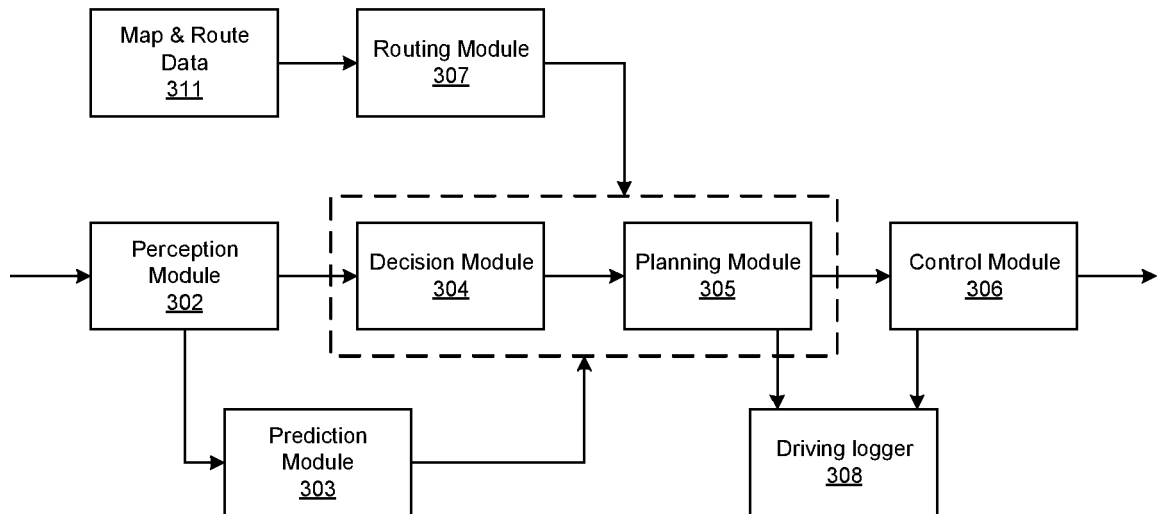 Map & Route
Data
311
Routing Module
307
Perception
Module
302
Decision Module
304
Planning Module
305
Control Module
306
Prediction
Module
303
Driving logger
308